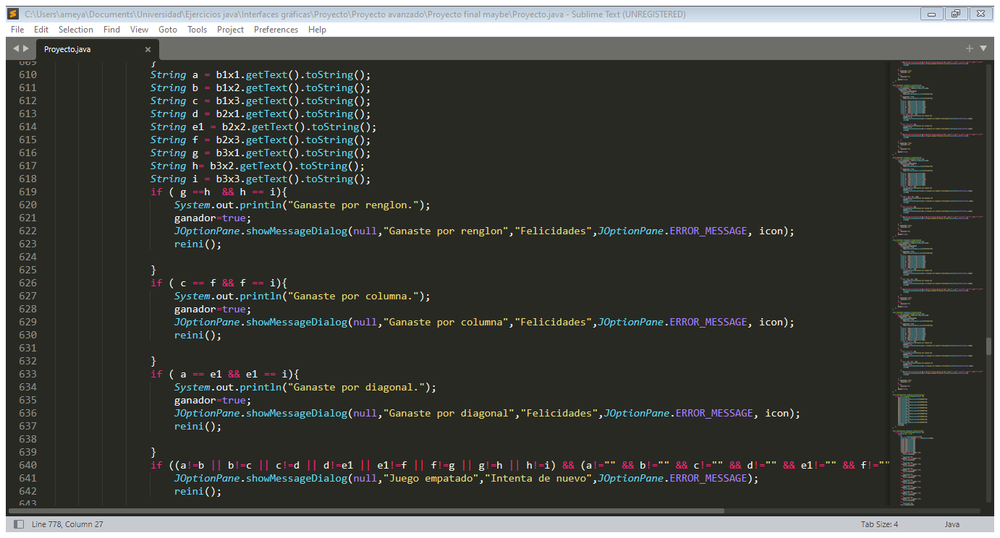 C:\Users\ameya\Documents\Universidad\Ejercicios java\Interfaces gráficas\Proyecto\Proyecto avanzado\Proyecto final maybe\Proyecto.java - Sublime Text (UNREGISTERED)
File Edit Selection Find View Goto Tools Project Preferences Help
Proyecto.java
609 }
610 String a = b1x1.getText().toString();
611 String b = b1x2.getText().toString();
612 String c = b1x3.getText().toString();
613 String d = b2x1.getText().toString();
614 String e1 = b2x2.getText().toString();
615 String f = b2x3.getText().toString();
616 String g = b3x1.getText().toString();
617 String h= b3x2.getText().toString();
618 String i = b3x3.getText().toString();
619 if ( g ==h  && h == i){
620 System.out.println("Ganaste por renglon.");
621 ganador=true;
622 JOptionPane.showMessageDialog(null,"Ganaste por renglon","Felicidades",JOptionPane.ERROR_MESSAGE, icon);
623 reini();
624
625 }
626 if ( c == f && f == i){
627 System.out.println("Ganaste por columna.");
628 ganador=true;
629 JOptionPane.showMessageDialog(null,"Ganaste por columna","Felicidades",JOptionPane.ERROR_MESSAGE, icon);
630 reini();
631
632 }
633 if ( a == e1 && e1 == i){
634 System.out.println("Ganaste por diagonal.");
635 ganador=true;
636 JOptionPane.showMessageDialog(null,"Ganaste por diagonal","Felicidades",JOptionPane.ERROR_MESSAGE, icon);
637 reini();
638
639 }
640 if ((a!=b || b!=c || c!=d || d!=e1 || e1!=f || f!=g || g!=h || h!=i) && (a!="" && b!="" && c!="" && d!="" && e1!="" && f!=""
641 JOptionPane.showMessageDialog(null,"Juego empatado","Intenta de nuevo",JOptionPane.ERROR_MESSAGE);
642 reini();
643
Line 778, Column 27 Tab Size: 4 Java